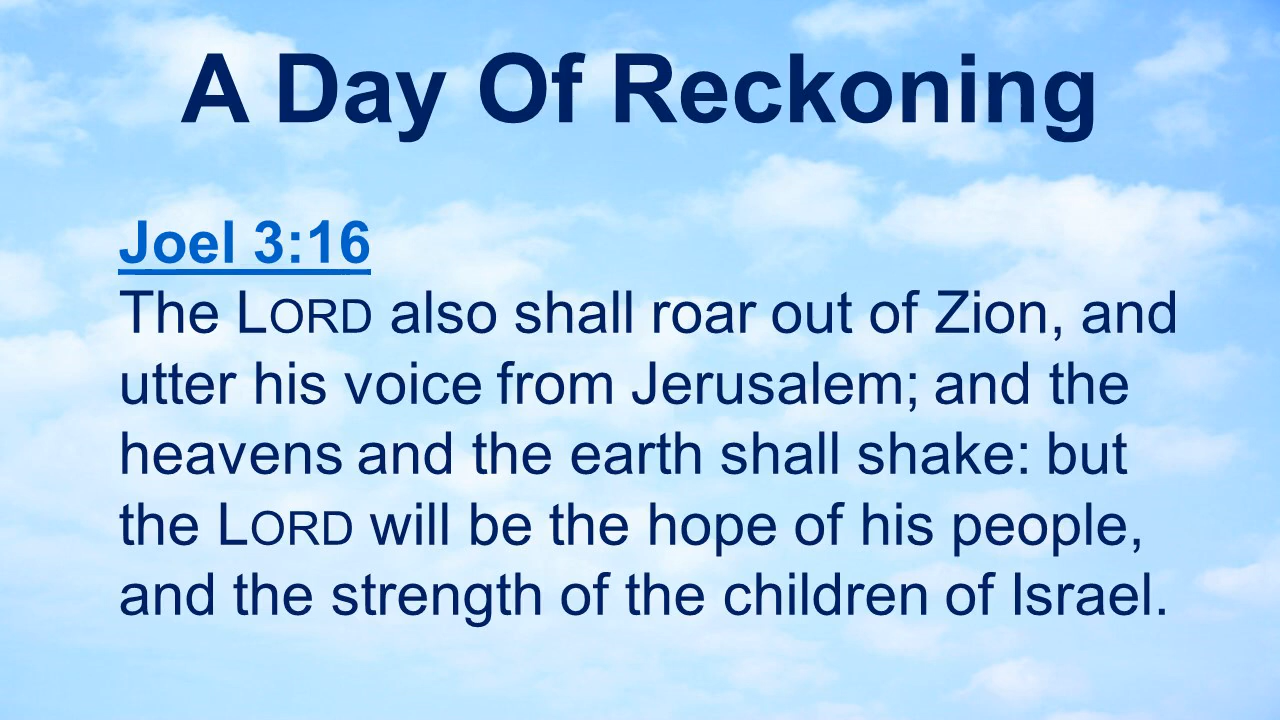 A Day Of Reckoning
Joel 3:16
The LORD also shall roar out of Zion, and
utter his voice from Jerusalem; and the
heavens and the earth shall shake: but
the LORD will be the hope of his people,
and the strength of the children of Israel.